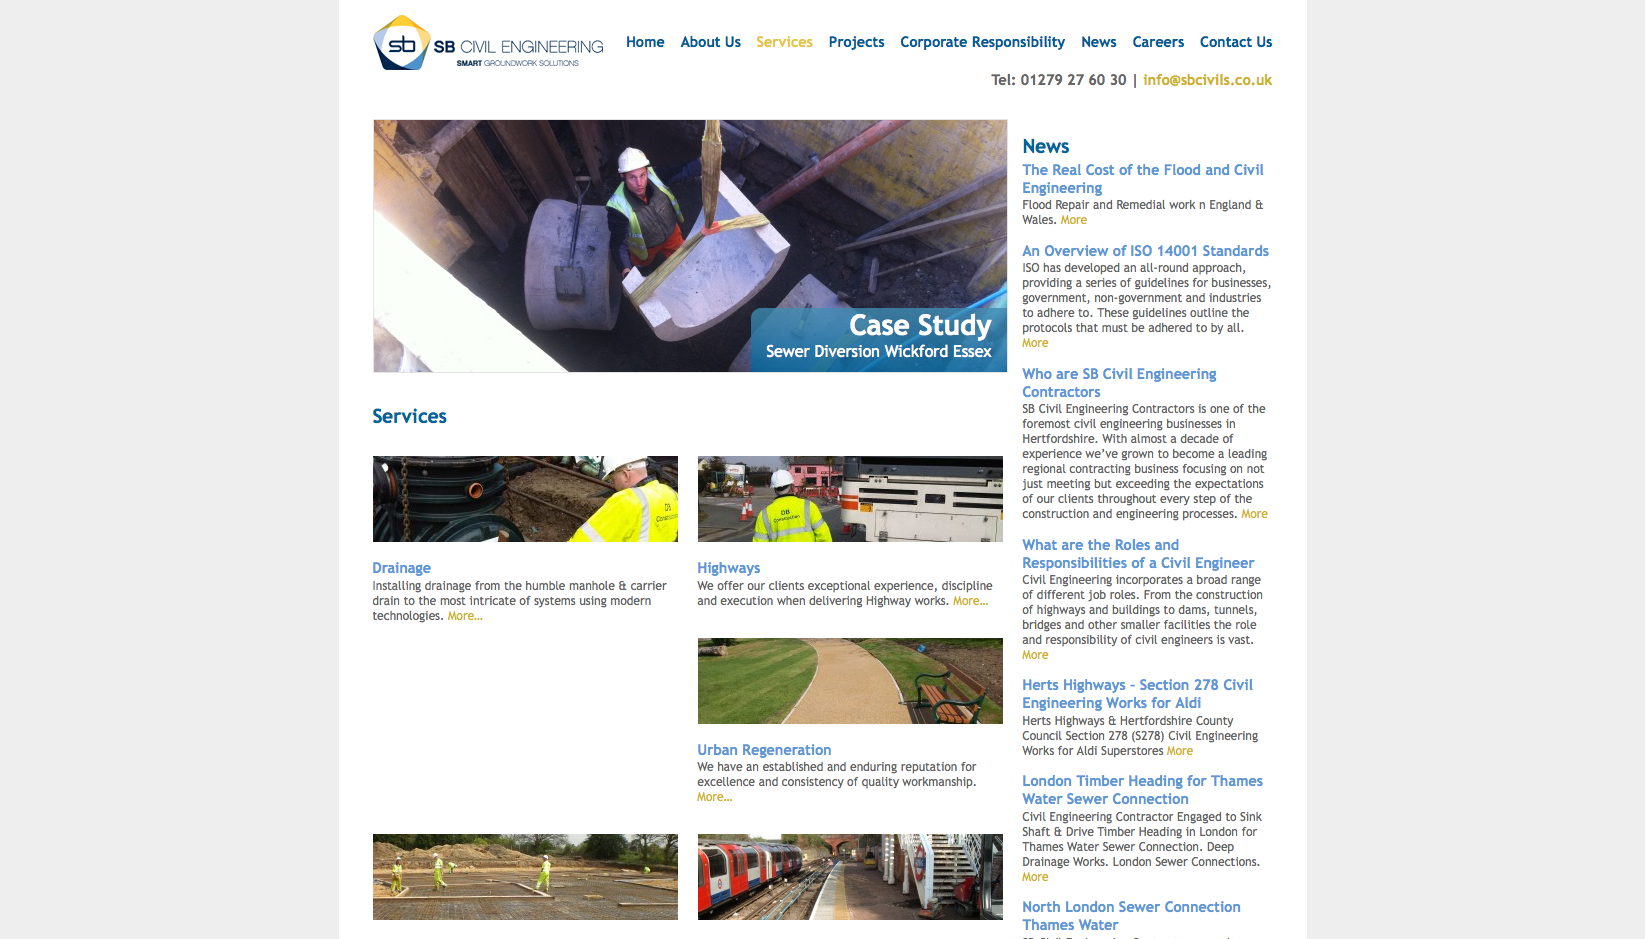 sb
SB CIVIL ENGINEERING
SMART GROUNDWORK SOLUTIONS
Home About Us Services Projects Corporate Responsibility News Careers Contact Us
Tel: 01279 27 60 30 | info@sbcivils.co.uk
Case Study
Sewer Diversion Wickford Essex
Services
DB
Construction
Drainage
Installing drainage from the humble manhole & carrier
drain to the most intricate of systems using modern
technologies. More...
DB
Construction
Highways
We offer our clients exceptional experience, discipline
and execution when delivering Highway works. More...
Urban Regeneration
We have an established and enduring reputation for
excellence and consistency of quality workmanship.
More...
News
The Real Cost of the Flood and Civil
Engineering
Flood Repair and Remedial work n England &
Wales. More
An Overview of ISO 14001 Standards
ISO has developed an all-round approach,
providing a series of guidelines for businesses,
government, non-government and industries
to adhere to. These guidelines outline the
protocols that must be adhered to by all.
More
Who are SB Civil Engineering
Contractors
SB Civil Engineering Contractors is one of the
foremost civil engineering businesses in
Hertfordshire. With almost a decade of
experience we've grown to become a leading
regional contracting business focusing on not
just meeting but exceeding the expectations
of our clients throughout every step of the
construction and engineering processes. More
What are the Roles and
Responsibilities of a Civil Engineer
Civil Engineering incorporates a broad range
of different job roles. From the construction
of highways and buildings to dams, tunnels,
bridges and other smaller facilities the role
and responsibility of civil engineers is vast.
More
Herts Highways - Section 278 Civil
Engineering Works for Aldi
Herts Highways & Hertfordshire County
Council Section 278 (S278) Civil Engineering
Works for Aldi Superstores More
London Timber Heading for Thames
Water Sewer Connection
Civil Engineering Contractor Engaged to Sink
Shaft & Drive Timber Heading in London for
Thames Water Sewer Connection. Deep
Drainage Works. London Sewer Connections.
More
North London Sewer Connection
Thames Water